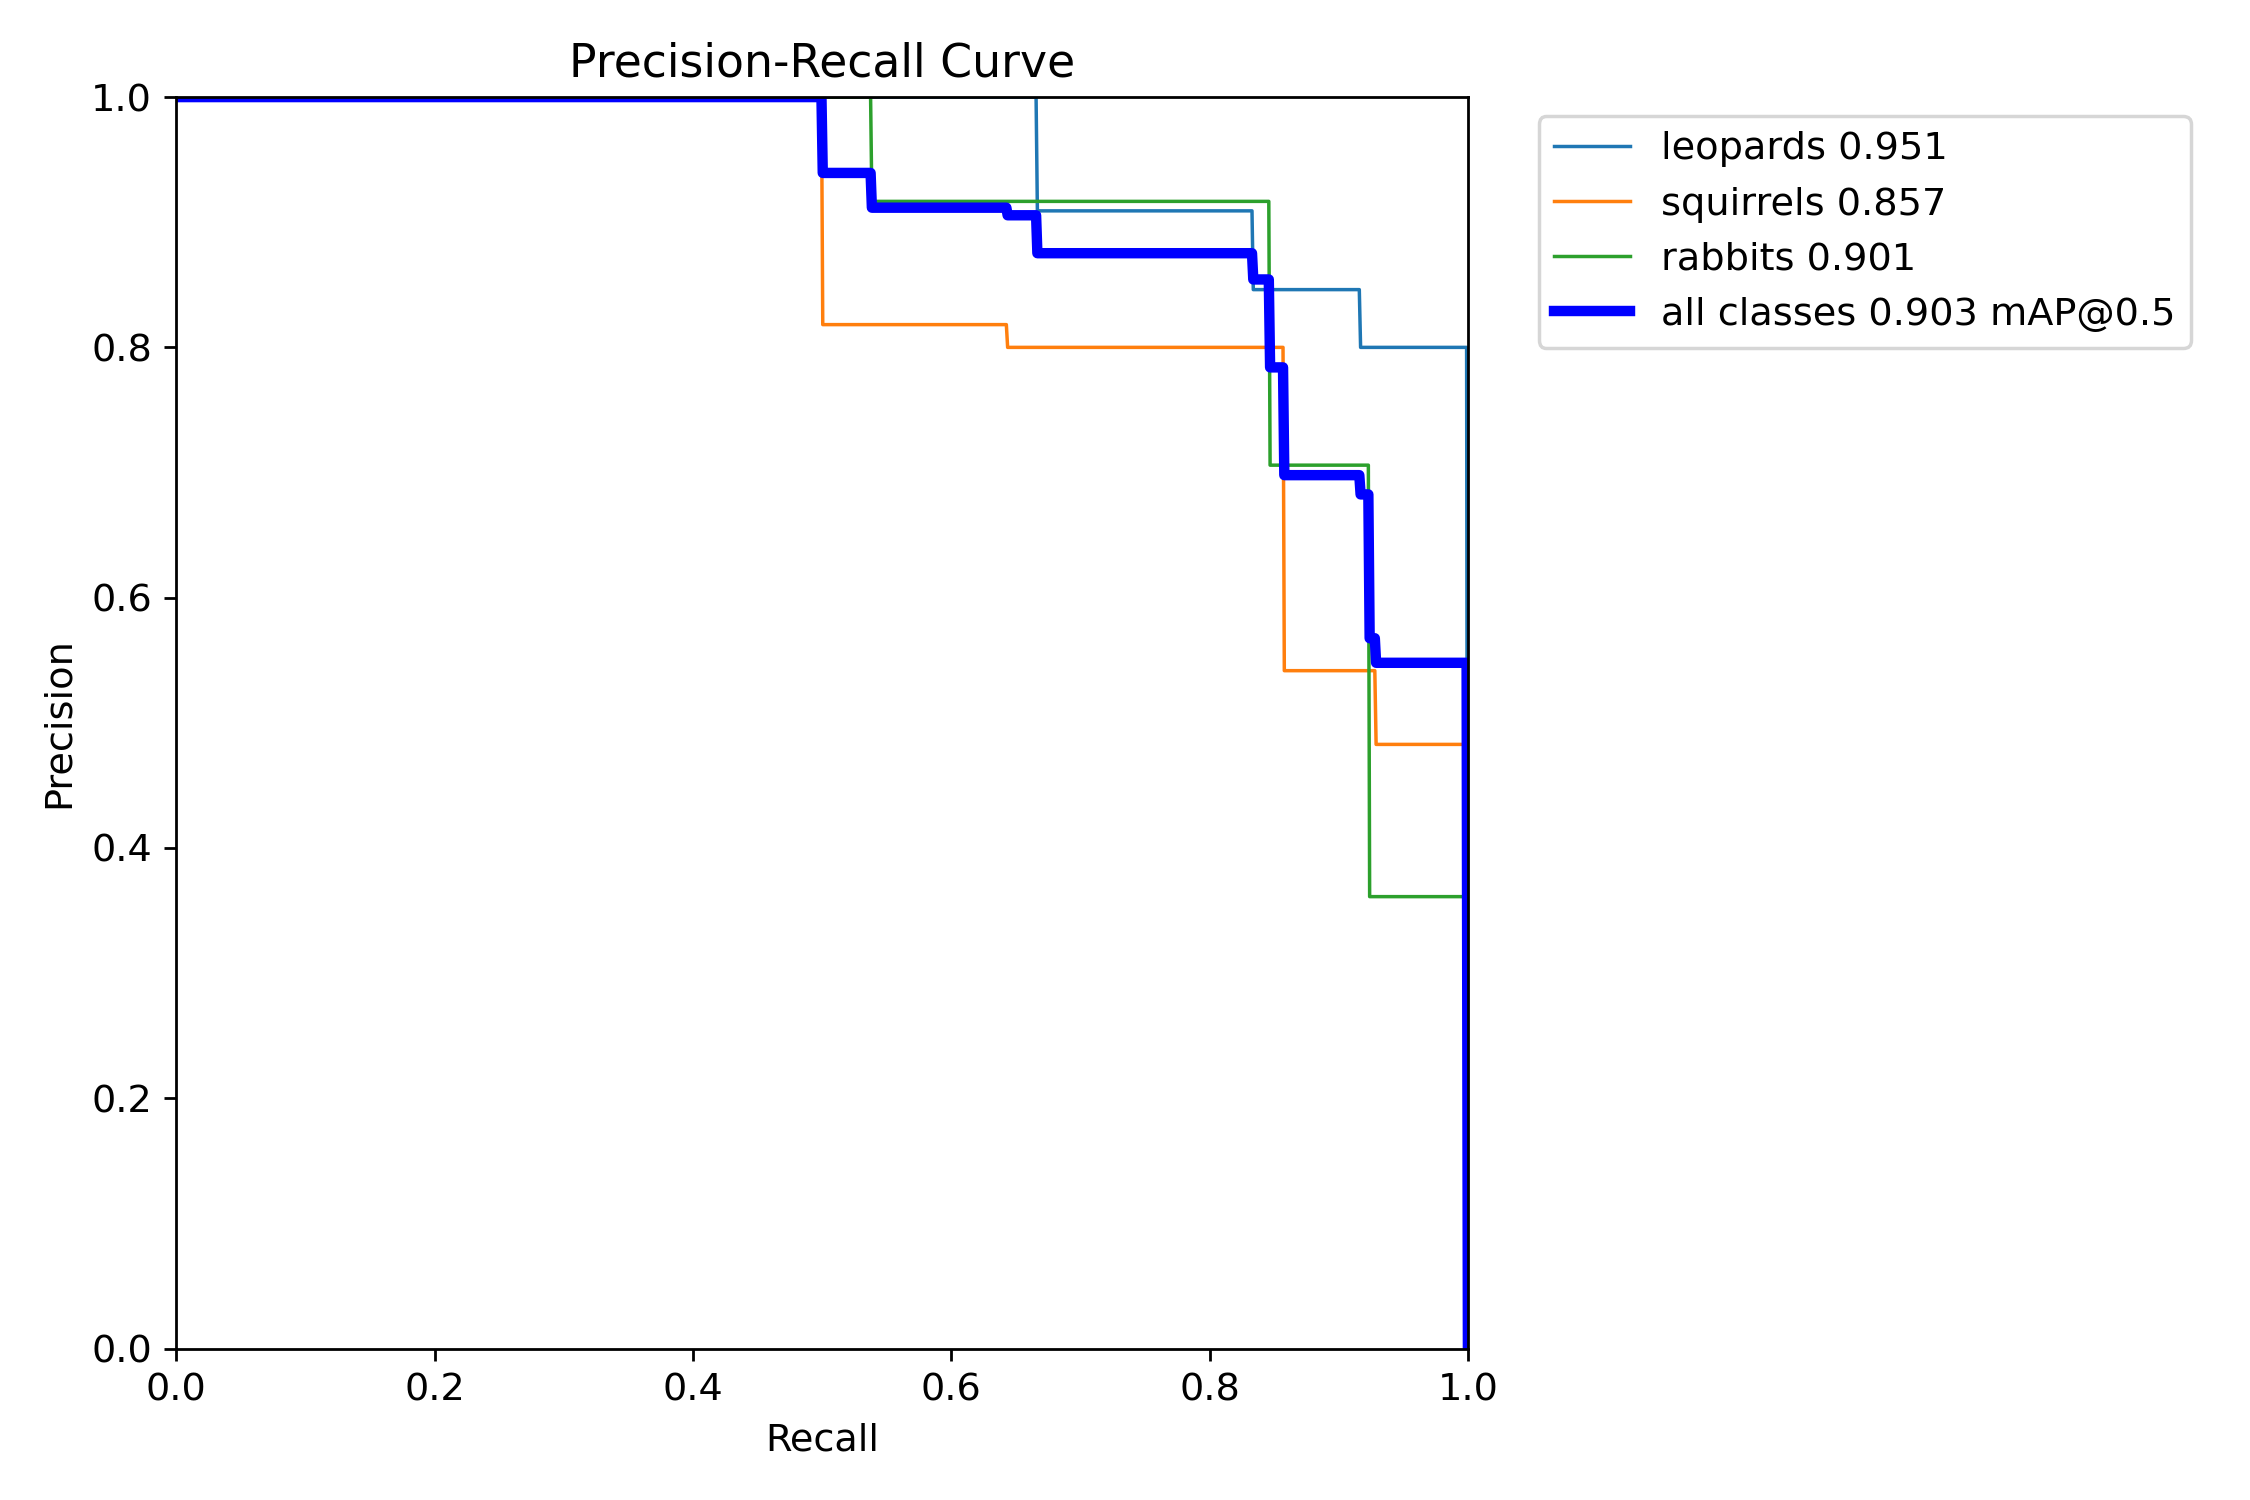 Precision-Recall Curve
1.0
0.8
0.6
0.4
0.2
0.0
Precision
0.0 0.2 0.4 0.6 0.8 1.0
Recall
leopards 0.951
squirrels 0.857
rabbits 0.901
all classes 0.903 mAP@0.5